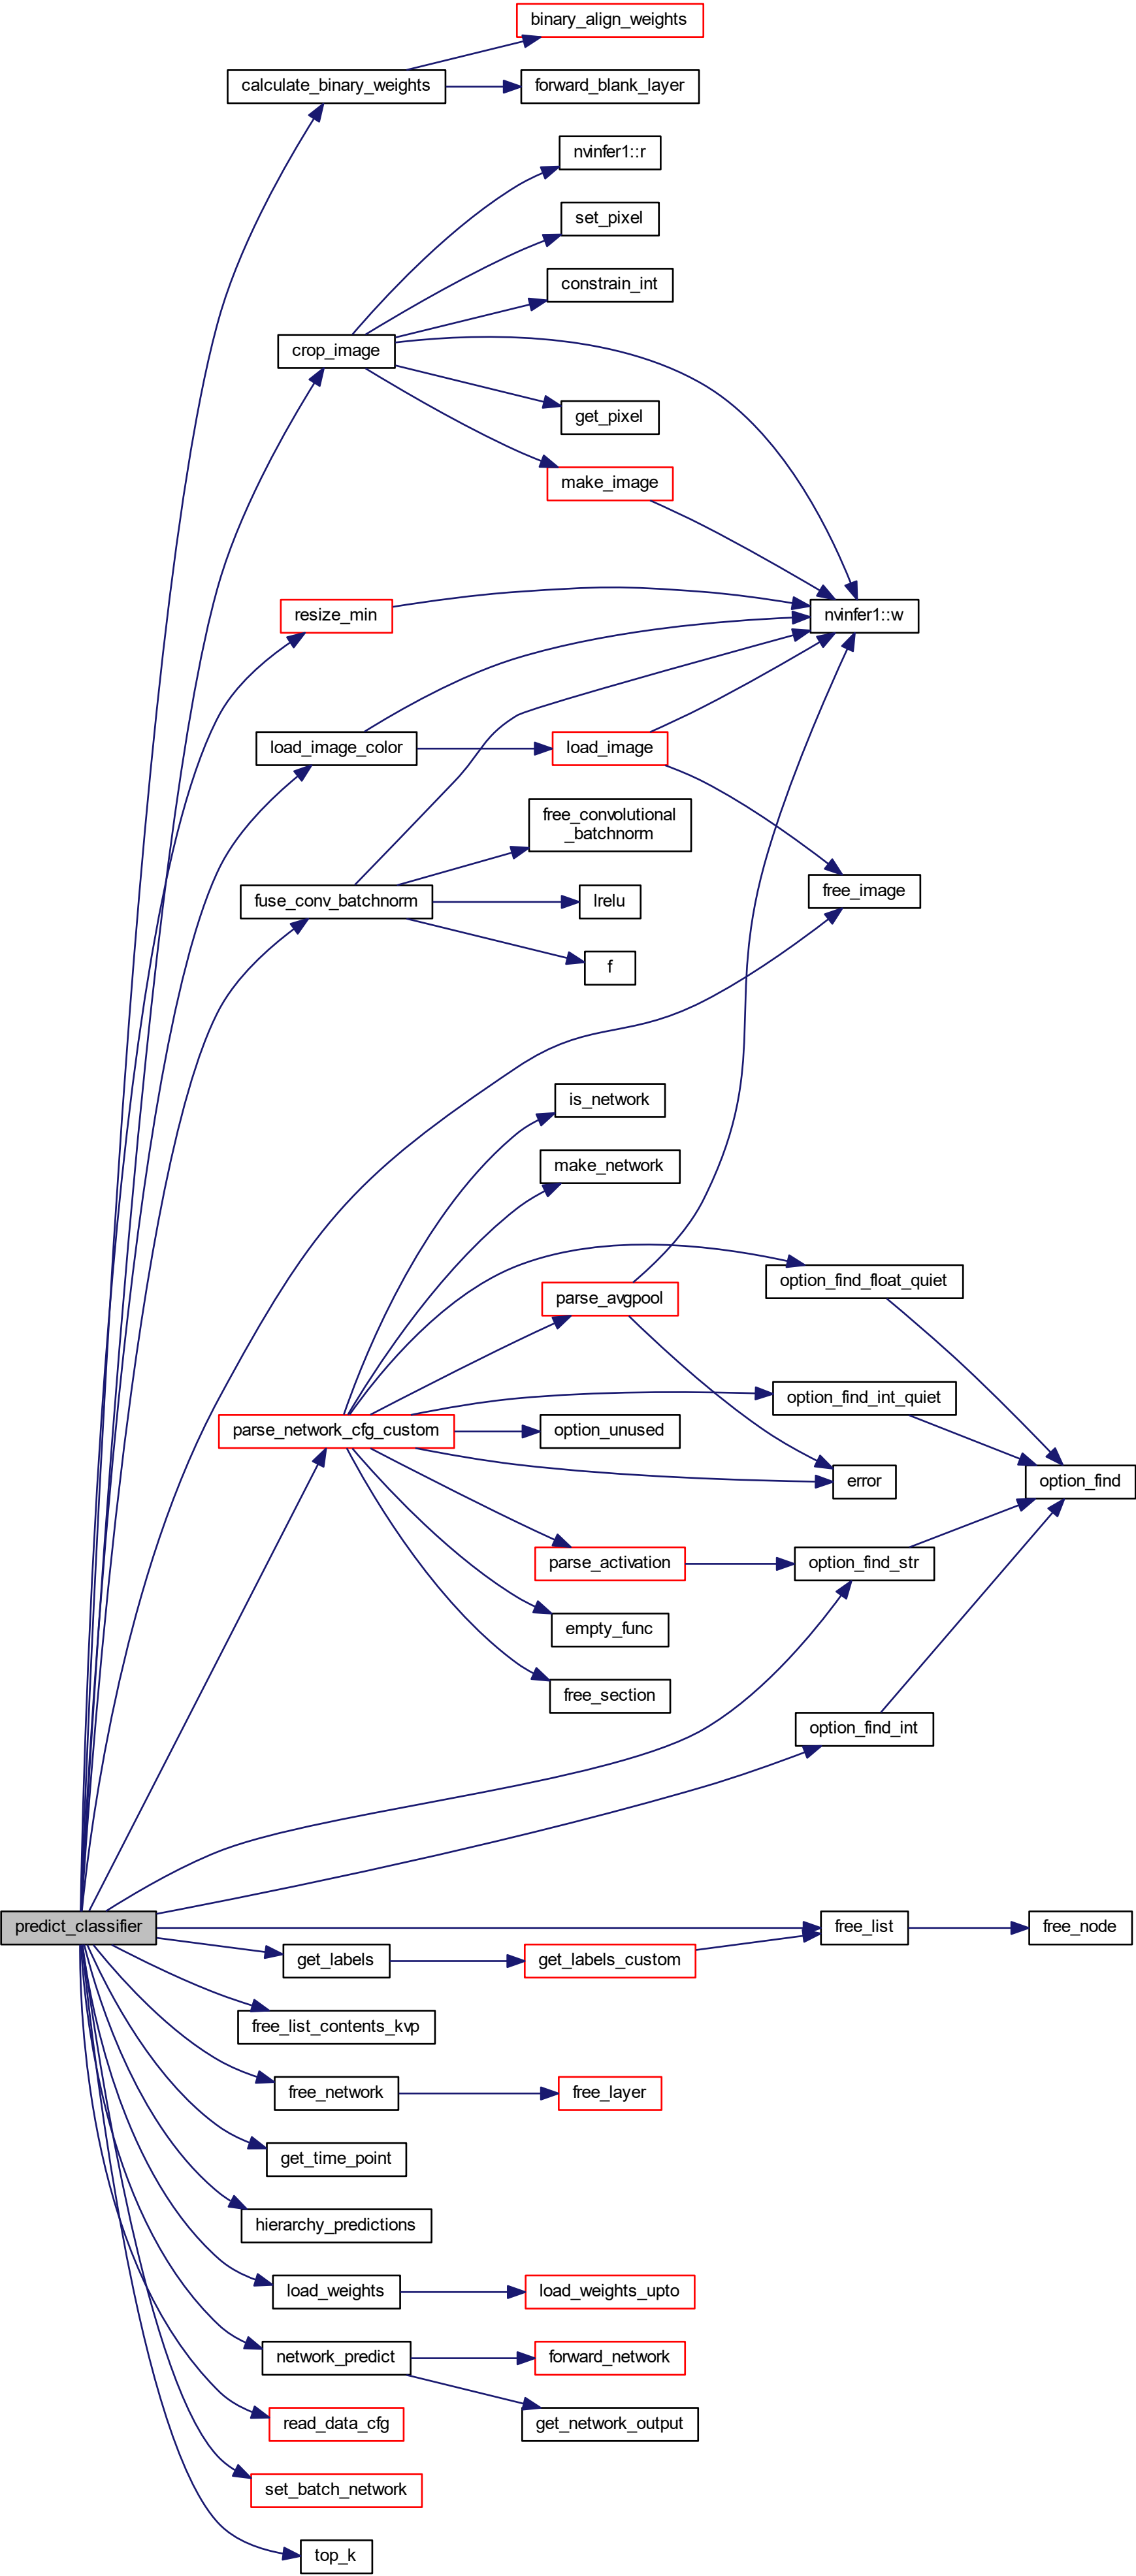 binary_align_weights
calculate_binary_weights
forward_blank_layer
nvinfer1::r
set_pixel
constrain_int
crop_image
get_pixel
make_image
resize_min
nvinfer1::w
load_image_color
load_image
free_convolutional
_batchnorm
free_image
fuse_conv_batchnorm
lrelu
f
is_network
make_network
option_find_float_quiet
parse_avgpool
option_find_int_quiet
parse_network_cfg_custom
option_unused
error
option_find
parse_activation
option_find_str
empty_func
free_section
option_find_int
predict_classifier
free_list
free_node
get_labels
get_labels_custom
free_list_contents_kvp
free_network
free_layer
get_time_point
hierarchy_predictions
load_weights
load_weights_upto
network_predict
forward_network
read_data_cfg
get_network_output
set_batch_network
top_k